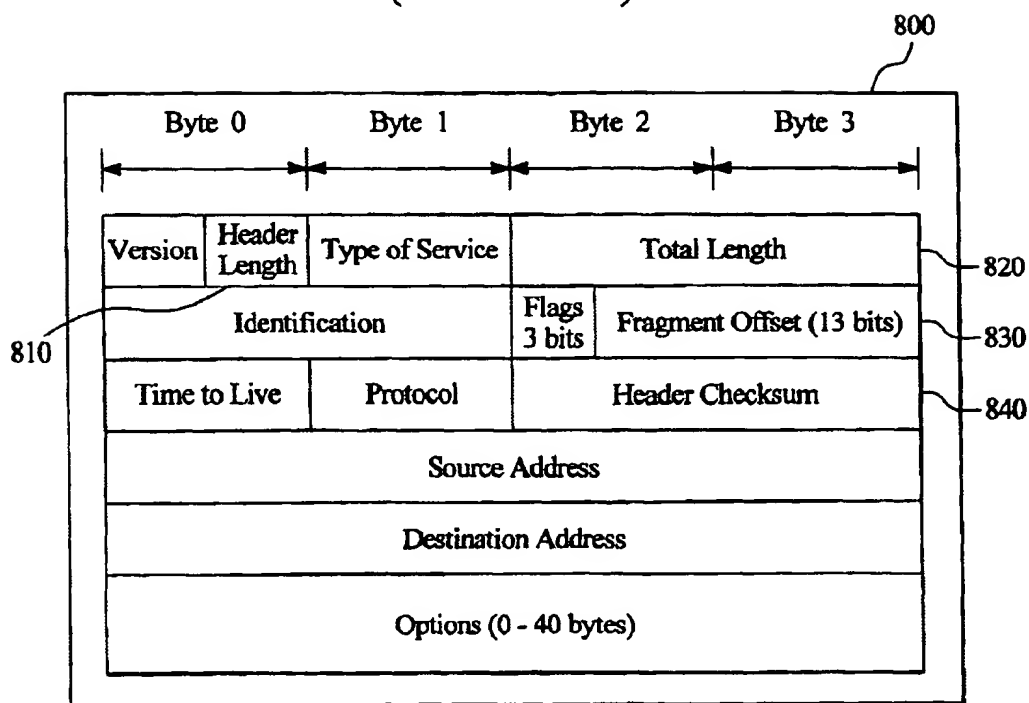 800
Byte 0 Byte 1 Byte 2 Byte 3
Version Header Length Type of Service Total Length 820
Identification Flags 3 bits Fragment Offset (13 bits) 830
810
Time to Live Protocol Header Checksum 840
Source Address
Destination Address
Options (0 - 40 bytes)